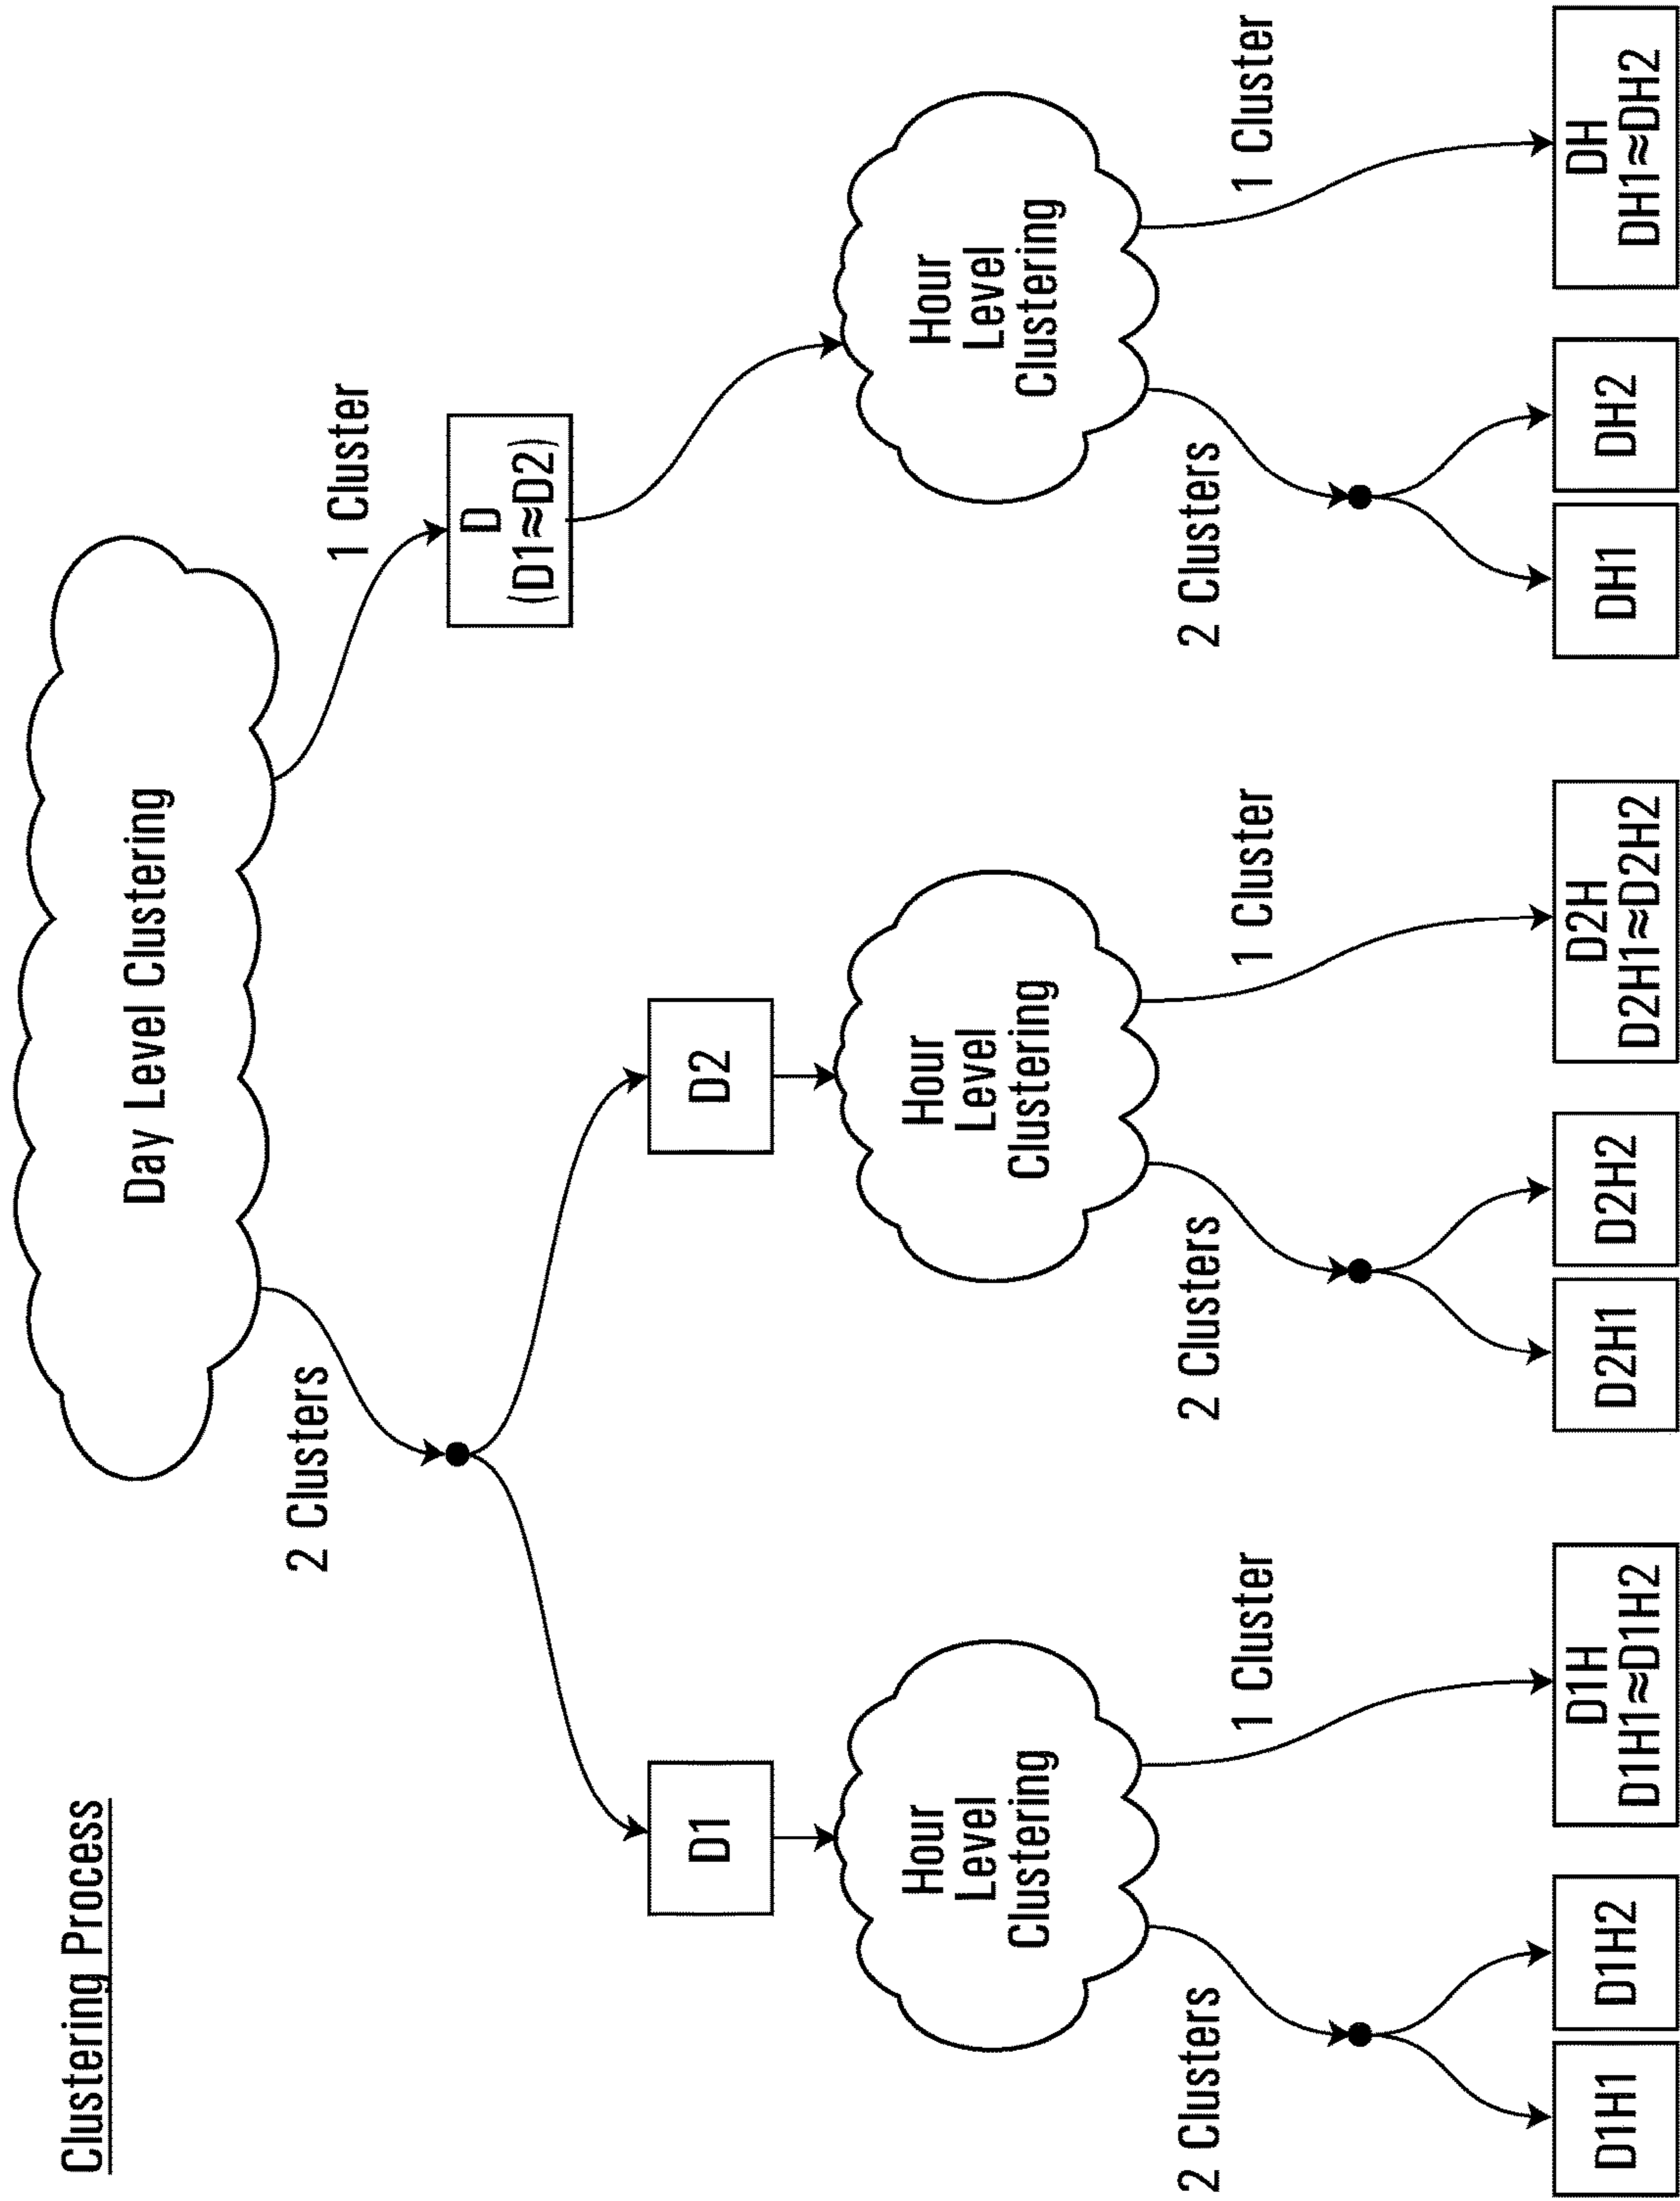 Clustering Process
Day Level Clustering
2 Clusters
1 Cluster
D
(D1≈D2)
D1
D2
Hour
Level
Clustering
Hour
Level
Clustering
Hour
Level
Clustering
2 Clusters
1 Cluster
2 Clusters
1 Cluster
2 Clusters
1 Cluster
D1H1
D1H2
D1H
D1H1≈D1H2
D2H1
D2H2
D2H
D2H1≈D2H2
DH1
DH2
DH
DH1≈DH2